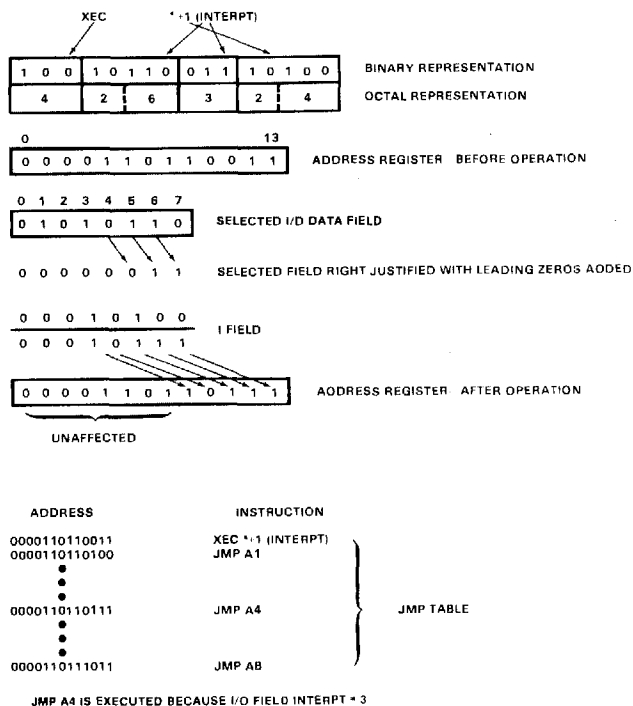 XEC *+1 (INTERPT)
1 0 0 1 0 1 1 0 0 1 1 1 0 1 0 0 BINARY REPRESENTATION
4 2 6 3 2 4 OCTAL REPRESENTATION
0 13
0 0 0 0 1 1 0 1 1 0 0 1 1 ADDRESS REGISTER BEFORE OPERATION
0 1 2 3 4 5 6 7
0 1 0 1 0 1 1 0 SELECTED I/D DATA FIELD
0 0 0 0 0 0 1 1 SELECTED FIELD RIGHT JUSTIFIED WITH LEADING ZEROS AODED
0 0 0 1 0 1 0 0
I FIELD
0 0 0 1 0 1 1 1
0 0 0 0 1 1 0 1 1 0 1 1 1 AODRESS REGISTER AFTER OPERATION
UNAFFECTED
ADDRESS INSTRUCTION
0000110110011 XEC *+1 (INTERPT)
0000110110100 JMP A1
0000110110111 JMP A4 JMP TABLE
0000110111011 JMP AB
JMP A4 IS EXECUTED BECAUSE I/O FIELD INTERPT = 3